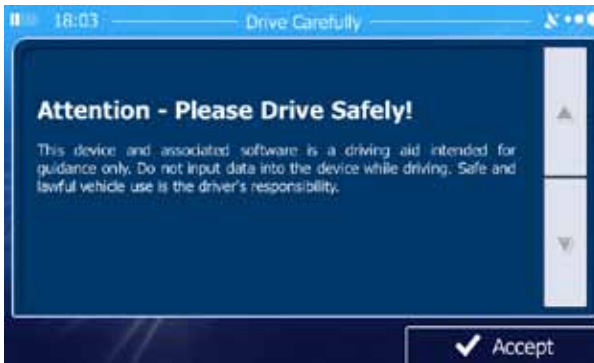 18:03 Drive Carefully
Attention - Please Drive Safely!
This device and associated software is a driving aid intended for
guidance only. Do not input data into the device while driving. Safe and
lawful vehicle use is the driver's responsibility.
Accept